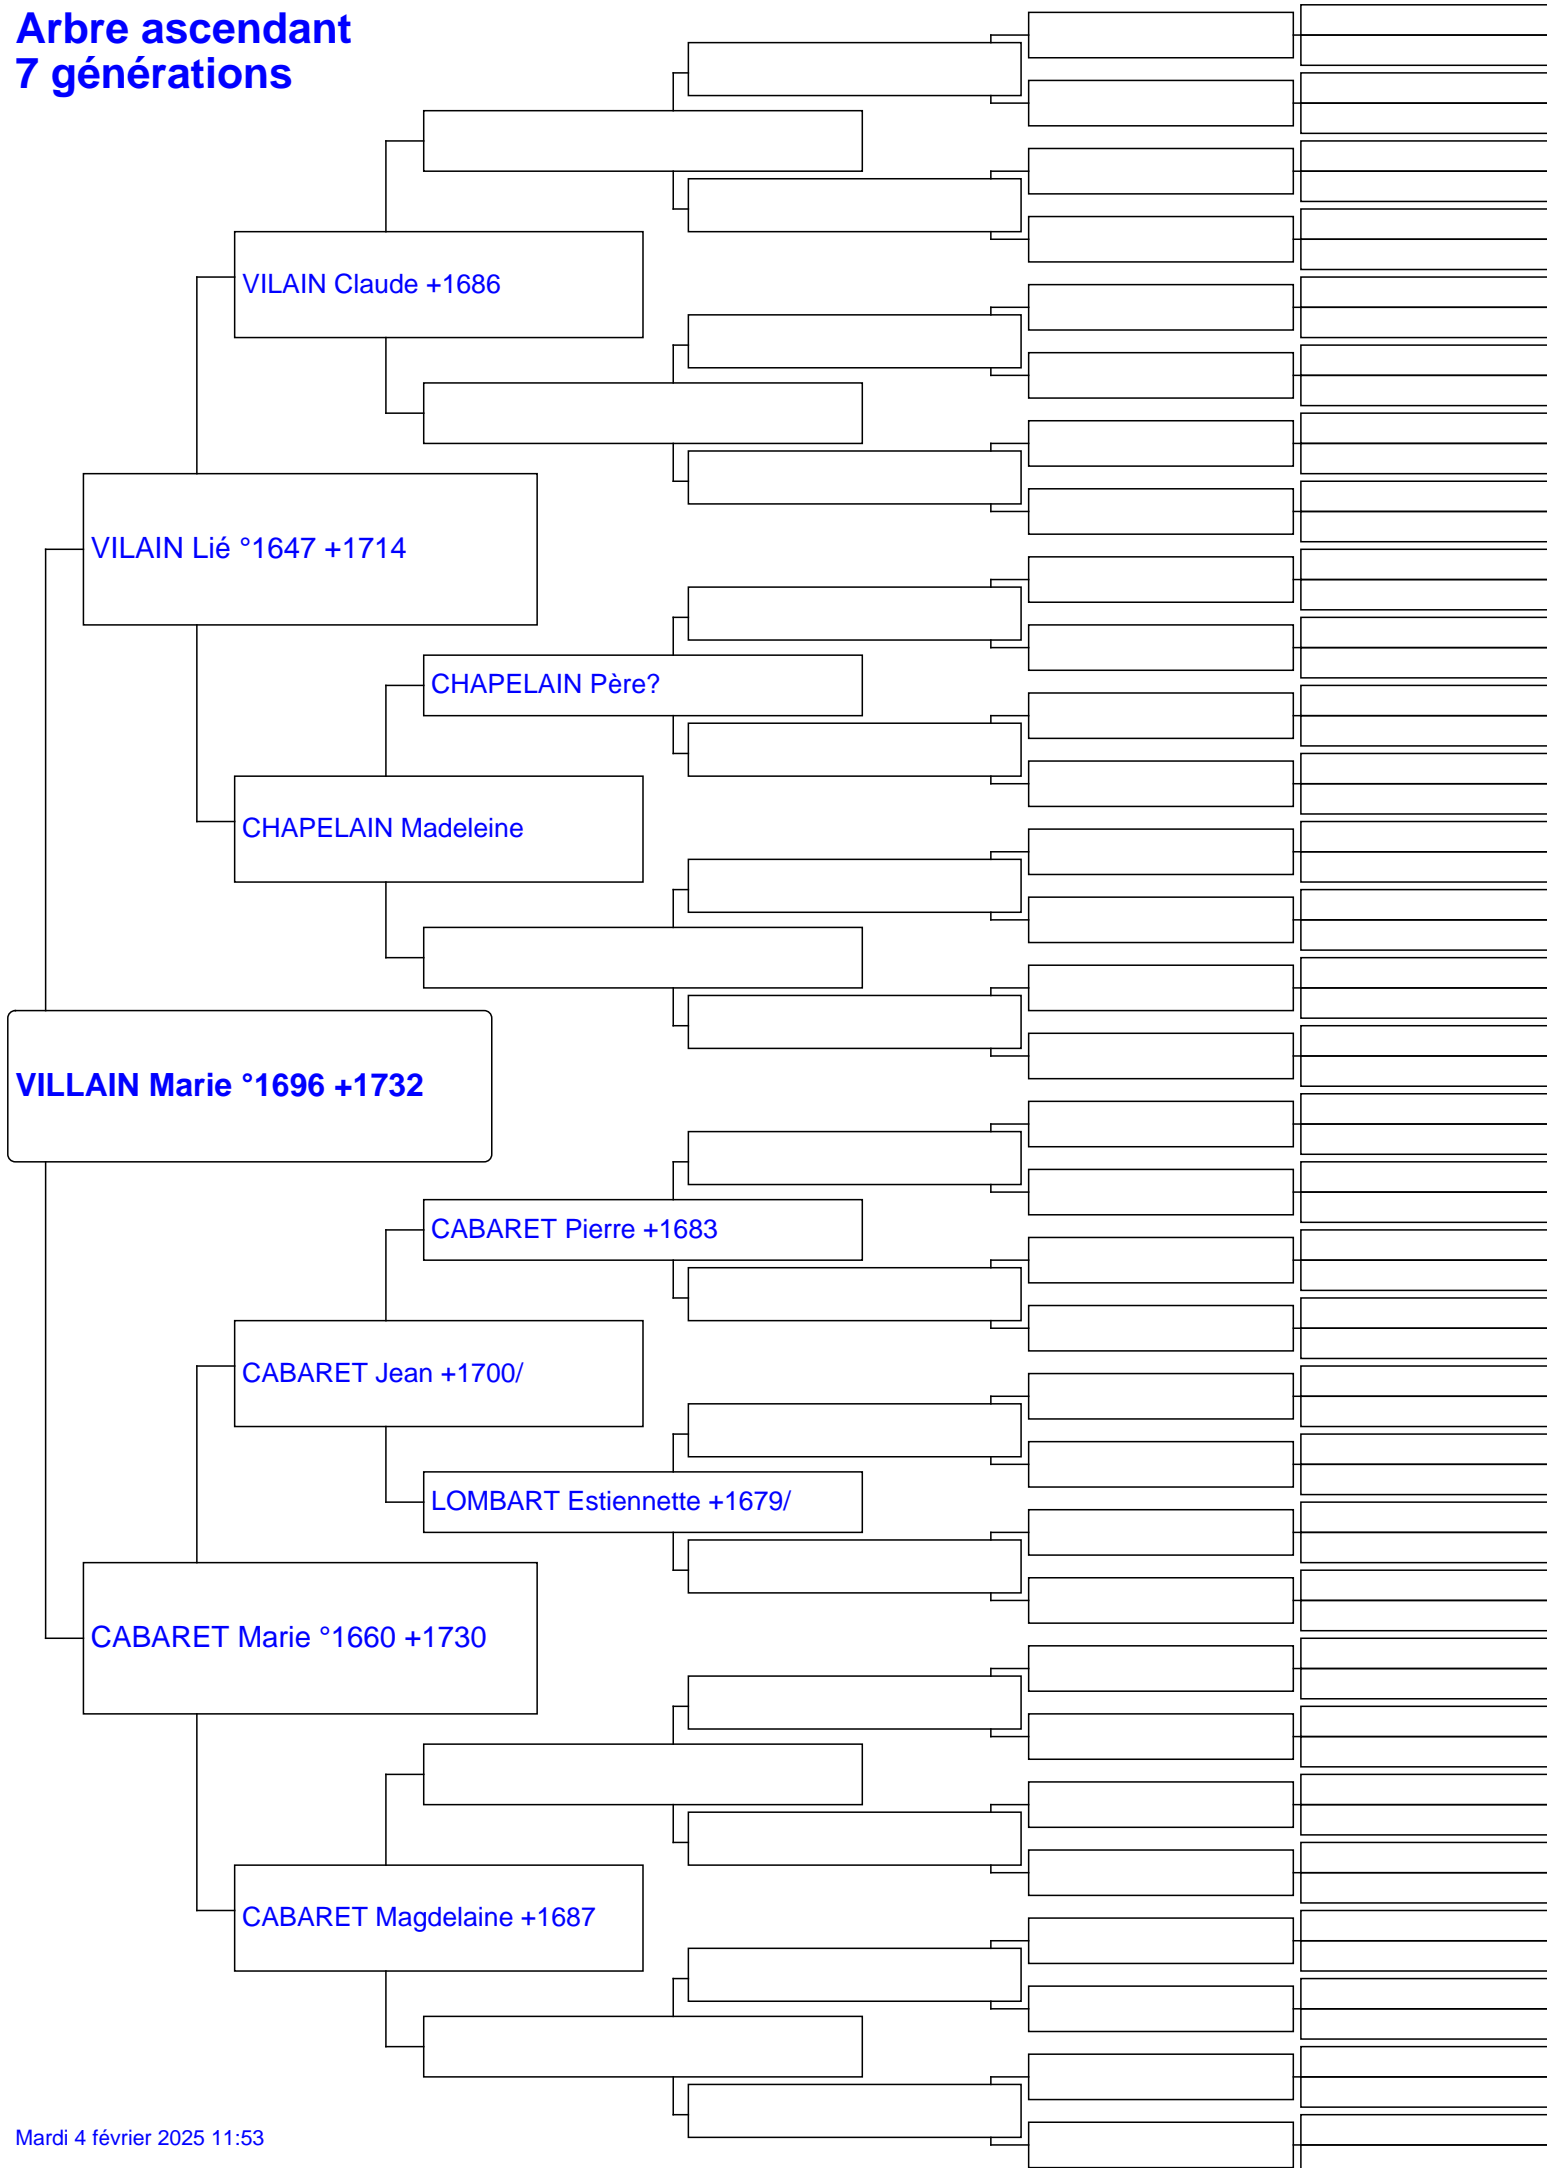 Arbre ascendant
7 générations
VILAIN Claude +1686
VILAIN Lié °1647 +1714
CHAPELAIN Père?
CHAPELAIN Madeleine
VILLAIN Marie °1696 +1732
CABARET Pierre +1683
CABARET Jean +1700/
LOMBART Estiennette +1679/
CABARET Marie °1660 +1730
CABARET Magdelaine +1687
Mardi 4 février 2025 11:53